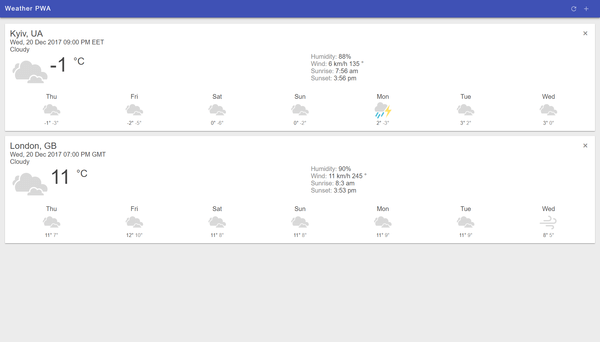 Weather PWA
Kyiv, UA
Wed, 20 Dec 2017 09:00 PM EET
Cloudy
-1 °C
Humidity: 88%
Wind: 6 km/h 135 °
Sunrise: 7:56 am
Sunset: 3:56 pm
Thu Fri Sat Sun Mon Tue Wed
-1° -3° -2° -5° 0° -6° 0° -2° 2° -3° 3° 2° 3° 0°
London, GB
Wed, 20 Dec 2017 07:00 PM GMT
Cloudy
11 °C
Humidity: 90%
Wind: 11 km/h 245 °
Sunrise: 8:3 am
Sunset: 3:53 pm
Thu Fri Sat Sun Mon Tue Wed
11° 7° 12° 10° 11° 8° 11° 8° 11° 9° 11° 9° 8° 5°